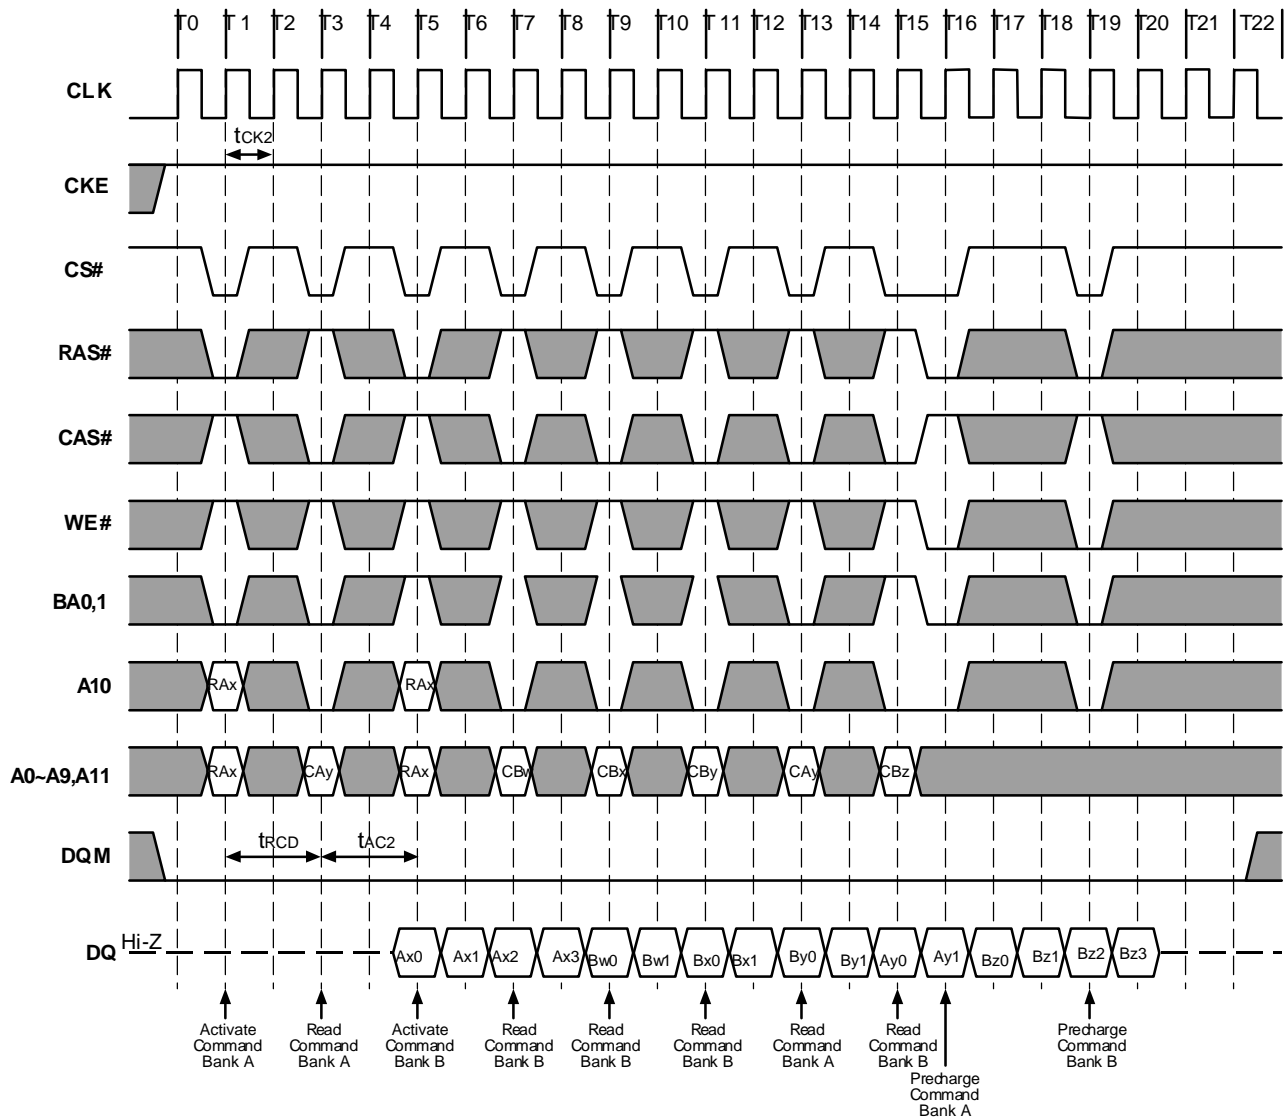 T0 T1 T2 T3 T4 T5 T6 T7 T8 T9 T10 T11 T12 T13 T14 T15 T16 T17 T18 T19 T20 T21 T22
CLK
tCK2
CKE
CS#
RAS#
CAS#
WE#
BA0,1
A10 RAx RAx
A0~A9,A11 RAx CAy RAx CBw CBx CBy CAy CBz
DQM tRCD tAC2
DQ Hi-Z Ax0 Ax1 Ax2 Ax3 Bw0 Bw1 Bx0 Bx1 By0 By1 Ay0 Ay1 Bz0 Bz1 Bz2 Bz3
Activate
Command
Bank A
Read
Command
Bank A
Activate
Command
Bank B
Read
Command
Bank B
Read
Command
Bank B
Read
Command
Bank B
Read
Command
Bank A
Read
Command
Bank B
Precharge
Command
Bank A
Precharge
Command
Bank B